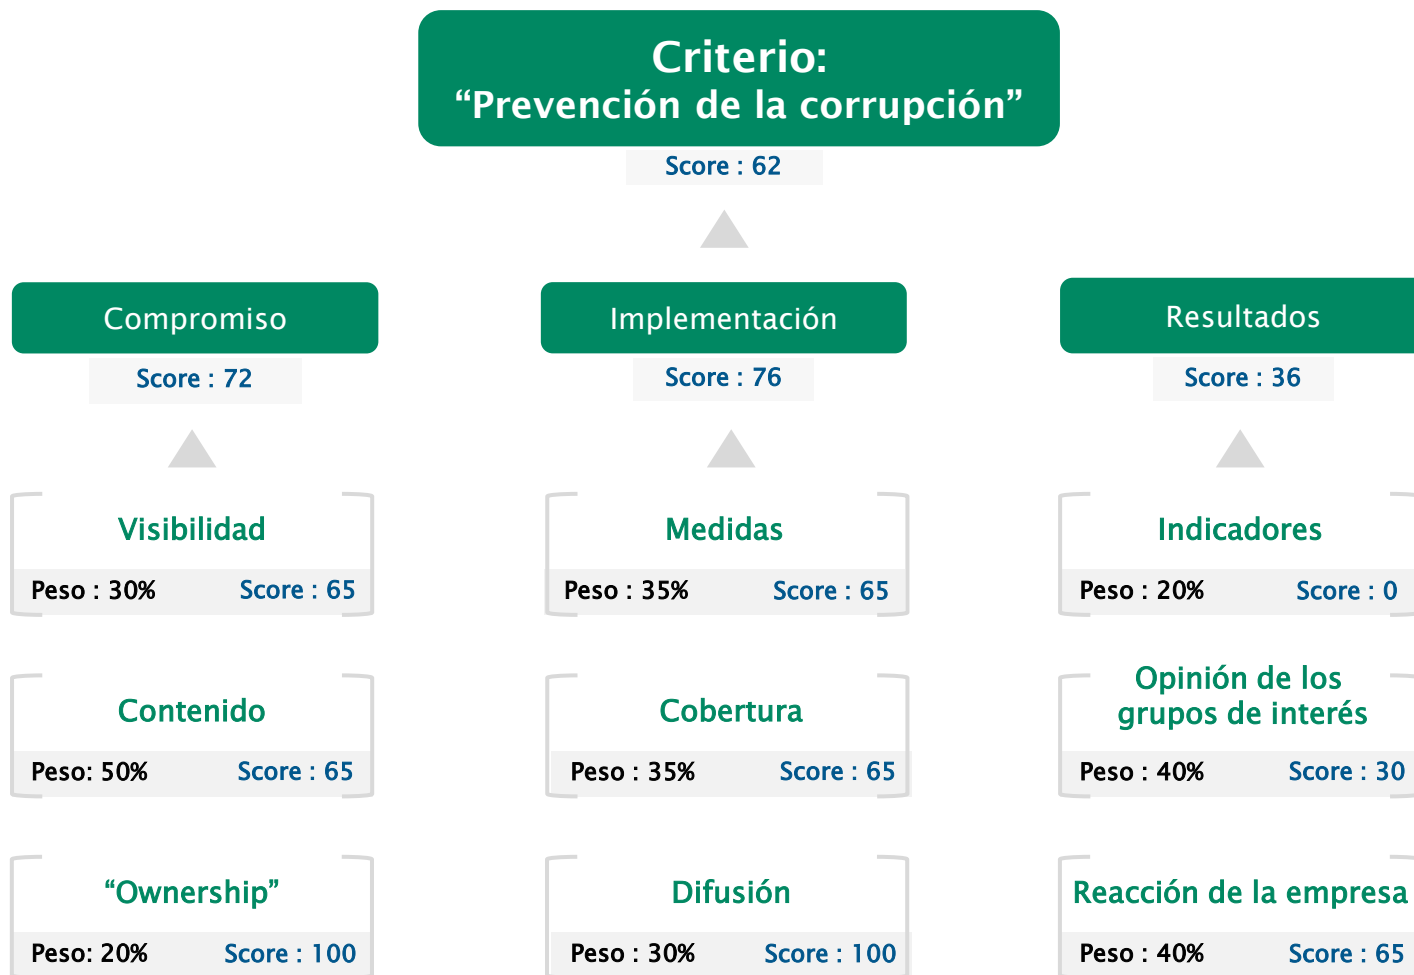 Criterio:
“Prevención de la corrupción”
Score : 62
Compromiso
Score : 72
Implementación
Score : 76
Resultados
Score : 36
Visibilidad
Peso : 30% Score : 65
Medidas
Peso : 35% Score : 65
Indicadores
Peso : 20% Score : 0
Contenido
Peso: 50% Score : 65
Cobertura
Peso : 35% Score : 65
Opinión de los
grupos de interés
Peso : 40% Score : 30
“Ownership”
Peso: 20% Score : 100
Difusión
Peso : 30% Score : 100
Reacción de la empresa
Peso : 40% Score : 65